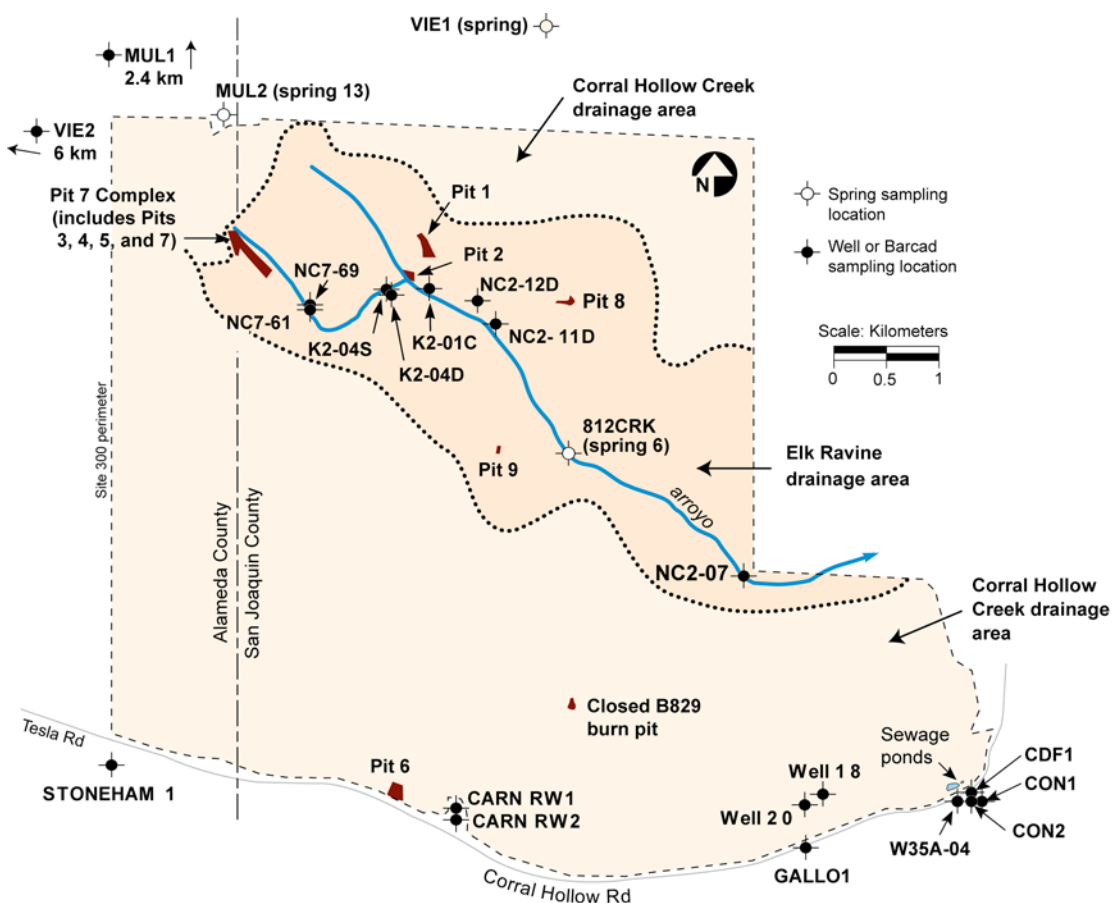 VIE1 (spring)
MUL1
2.4 km
MUL2 (spring 13)
Corral Hollow Creek
drainage area
VIE2
6 km
N
Pit 7 Complex
(includes Pits
3, 4, 5, and 7)
Pit 1
Spring sampling
location
Pit 2
Well or Barcad
sampling location
NC7-69
NC2-12D
Pit 8
NC7-61
K2-04S
K2-01C
NC2- 11D
K2-04D
Scale: Kilometers
0 0.5 1
Site 300 perimeter
812CRK
(spring 6)
Pit 9
Elk Ravine
drainage area
arroyo
NC2-07
Alameda County
San Joaquin County
Corral Hollow
Creek drainage
area
Closed B829
burn pit
Tesla Rd
STONEHAM 1
Pit 6
CARN RW1
CARN RW2
Well 1 8
Well 2 0
Sewage
ponds
CDF1
CON1
CON2
W35A-04
GALLO1
Corral Hollow Rd